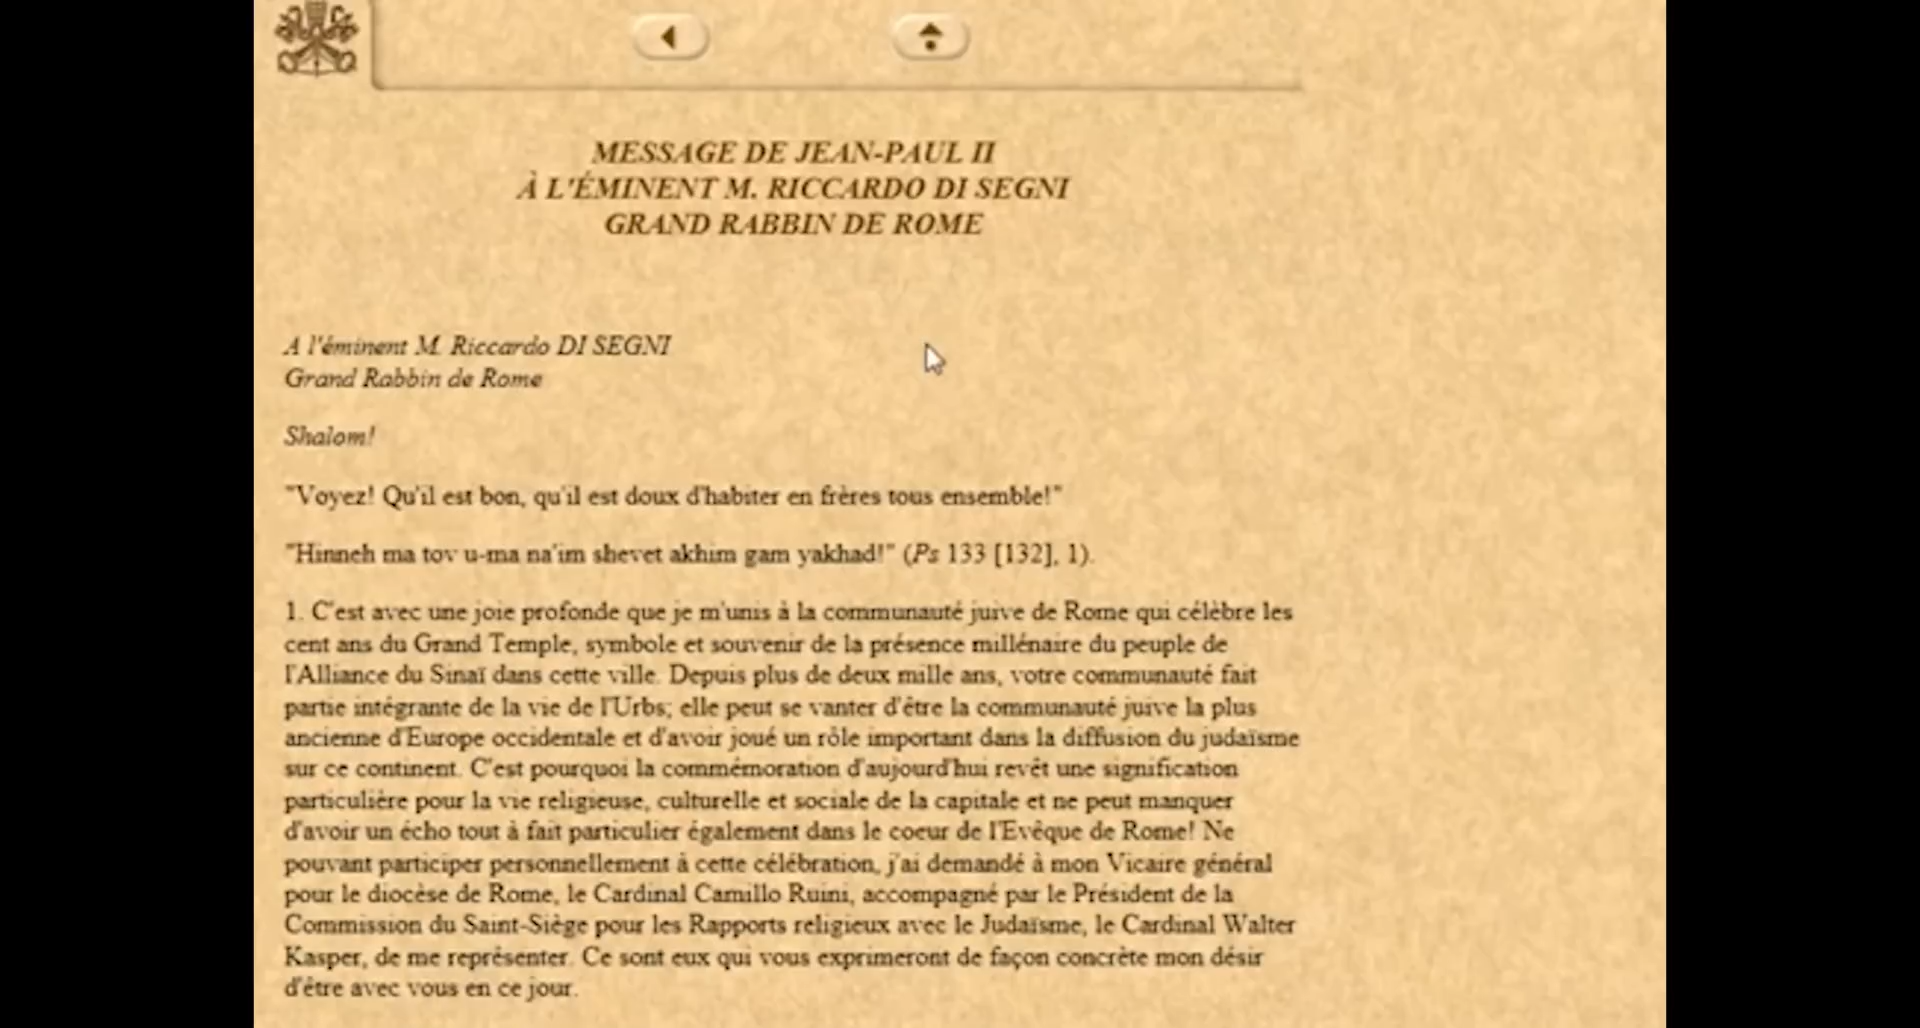 MESSAGE DE JEAN-PAUL II
À L'ÉMINENT M. RICCARDO DI SEGNI
GRAND RABBIN DE ROME
A l'éminent M. Riccardo DI SEGNI
Grand Rabbin de Rome
Shalom!
"Voyez! Qu'il est bon, qu'il est doux d'habiter en frères tous ensemble!"
"Hinneh ma tov u-ma na'im shevet akhim gam yakhad!" (Ps 133 [132], 1).
1. C'est avec une joie profonde que je m'unis à la communauté juive de Rome qui célèbre les
cent ans du Grand Temple, symbole et souvenir de la présence millénaire du peuple de
l'Alliance du Sinaï dans cette ville. Depuis plus de deux mille ans, votre communauté fait
partie intégrante de la vie de l'Urbs; elle peut se vanter d'être la communauté juive la plus
ancienne d'Europe occidentale et d'avoir joué un rôle important dans la diffusion du judaïsme
sur ce continent. C'est pourquoi la commémoration d'aujourd'hui revêt une signification
particulière pour la vie religieuse, culturelle et sociale de la capitale et ne peut manquer
d'avoir un écho tout à fait particulier également dans le coeur de l'Evêque de Rome! Ne
pouvant participer personnellement à cette célébration, j'ai demandé à mon Vicaire général
pour le diocèse de Rome, le Cardinal Camillo Ruini, accompagné par le Président de la
Commission du Saint-Siège pour les Rapports religieux avec le Judaïsme, le Cardinal Walter
Kasper, de me représenter. Ce sont eux qui vous exprimeront de façon concrète mon désir
d'être avec vous en ce jour.